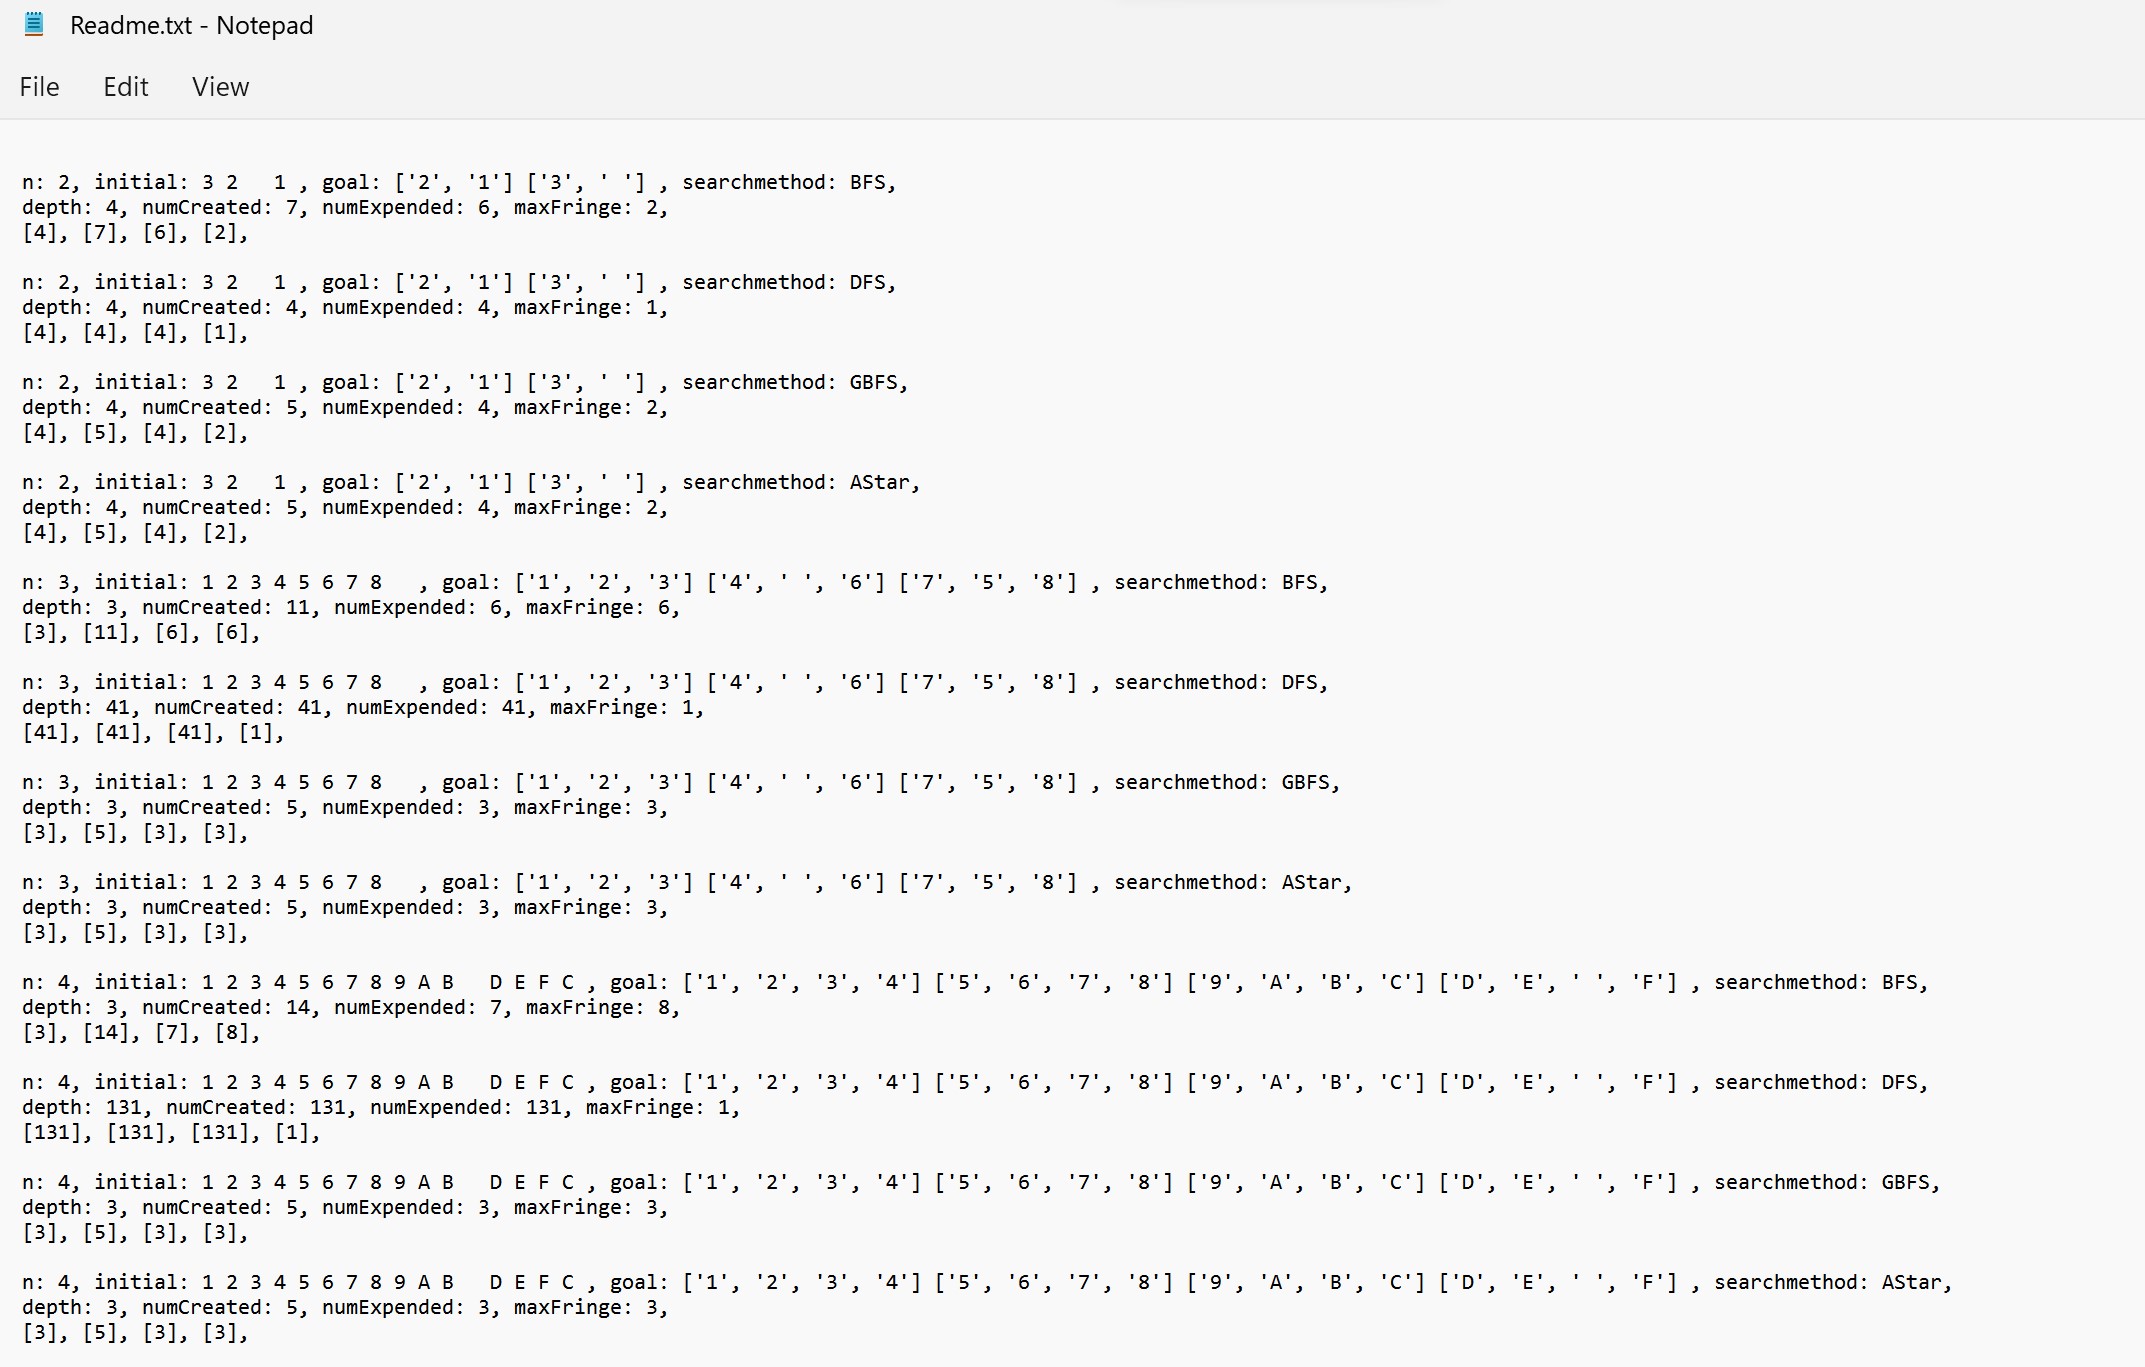 Readme.txt - Notepad
File Edit View
n: 2, initial: 3 2   1 , goal: ['2', '1'] ['3', ' '] , searchmethod: BFS,
depth: 4, numCreated: 7, numExpended: 6, maxFringe: 2,
[4], [7], [6], [2],
n: 2, initial: 3 2   1 , goal: ['2', '1'] ['3', ' '] , searchmethod: DFS,
depth: 4, numCreated: 4, numExpended: 4, maxFringe: 1,
[4], [4], [4], [1],
n: 2, initial: 3 2   1 , goal: ['2', '1'] ['3', ' '] , searchmethod: GBFS,
depth: 4, numCreated: 5, numExpended: 4, maxFringe: 2,
[4], [5], [4], [2],
n: 2, initial: 3 2   1 , goal: ['2', '1'] ['3', ' '] , searchmethod: AStar,
depth: 4, numCreated: 5, numExpended: 4, maxFringe: 2,
[4], [5], [4], [2],
n: 3, initial: 1 2 3 4 5 6 7 8   , goal: ['1', '2', '3'] ['4', ' ', '6'] ['7', '5', '8'] , searchmethod: BFS,
depth: 3, numCreated: 11, numExpended: 6, maxFringe: 6,
[3], [11], [6], [6],
n: 3, initial: 1 2 3 4 5 6 7 8   , goal: ['1', '2', '3'] ['4', ' ', '6'] ['7', '5', '8'] , searchmethod: DFS,
depth: 41, numCreated: 41, numExpended: 41, maxFringe: 1,
[41], [41], [41], [1],
n: 3, initial: 1 2 3 4 5 6 7 8   , goal: ['1', '2', '3'] ['4', ' ', '6'] ['7', '5', '8'] , searchmethod: GBFS,
depth: 3, numCreated: 5, numExpended: 3, maxFringe: 3,
[3], [5], [3], [3],
n: 3, initial: 1 2 3 4 5 6 7 8   , goal: ['1', '2', '3'] ['4', ' ', '6'] ['7', '5', '8'] , searchmethod: AStar,
depth: 3, numCreated: 5, numExpended: 3, maxFringe: 3,
[3], [5], [3], [3],
n: 4, initial: 1 2 3 4 5 6 7 8 9 A B   D E F C , goal: ['1', '2', '3', '4'] ['5', '6', '7', '8'] ['9', 'A', 'B', 'C'] ['D', 'E', ' ', 'F'] , searchmethod: BFS,
depth: 3, numCreated: 14, numExpended: 7, maxFringe: 8,
[3], [14], [7], [8],
n: 4, initial: 1 2 3 4 5 6 7 8 9 A B   D E F C , goal: ['1', '2', '3', '4'] ['5', '6', '7', '8'] ['9', 'A', 'B', 'C'] ['D', 'E', ' ', 'F'] , searchmethod: DFS,
depth: 131, numCreated: 131, numExpended: 131, maxFringe: 1,
[131], [131], [131], [1],
n: 4, initial: 1 2 3 4 5 6 7 8 9 A B   D E F C , goal: ['1', '2', '3', '4'] ['5', '6', '7', '8'] ['9', 'A', 'B', 'C'] ['D', 'E', ' ', 'F'] , searchmethod: GBFS,
depth: 3, numCreated: 5, numExpended: 3, maxFringe: 3,
[3], [5], [3], [3],
n: 4, initial: 1 2 3 4 5 6 7 8 9 A B   D E F C , goal: ['1', '2', '3', '4'] ['5', '6', '7', '8'] ['9', 'A', 'B', 'C'] ['D', 'E', ' ', 'F'] , searchmethod: AStar,
depth: 3, numCreated: 5, numExpended: 3, maxFringe: 3,
[3], [5], [3], [3],